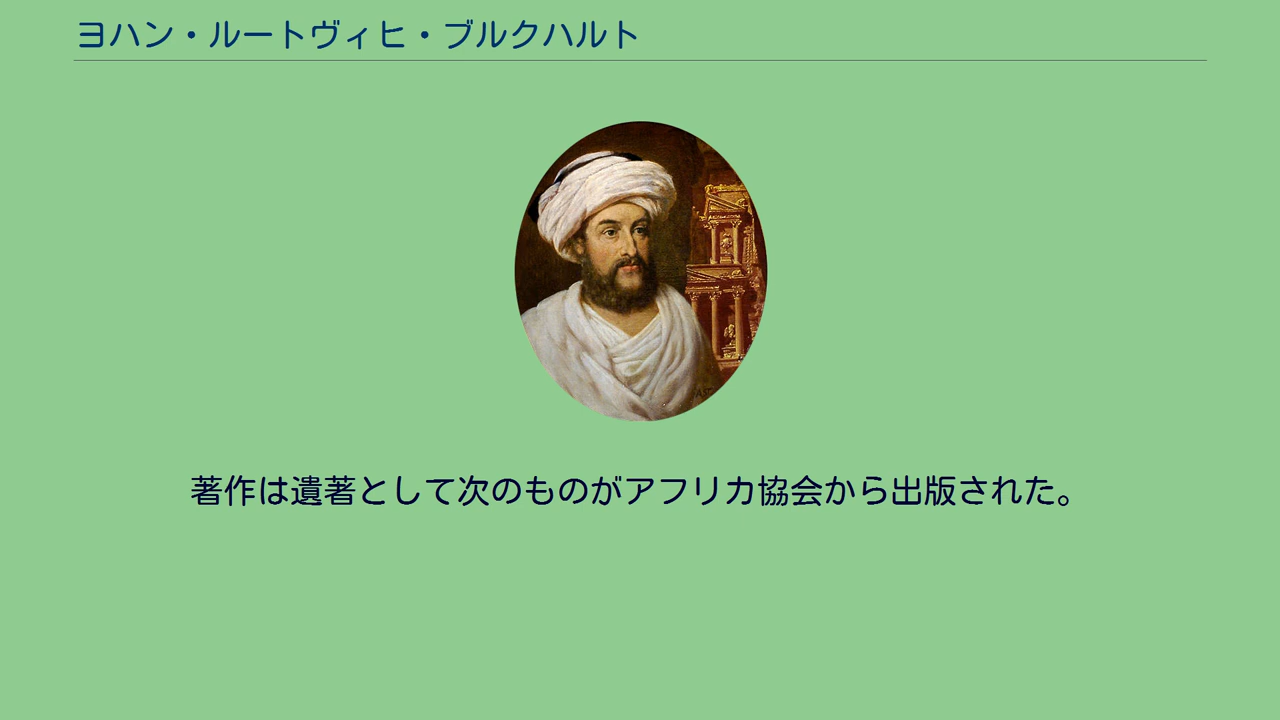 ヨハン・ルートヴィヒ・ブルクハルト
著作は遺著として次のものがアフリカ協会から出版された。